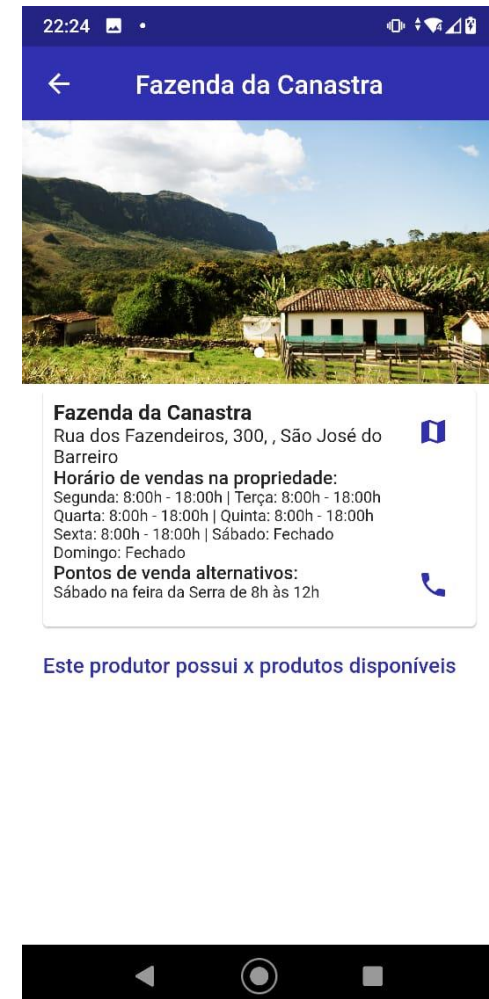 22:24
Fazenda da Canastra
Fazenda da Canastra
Rua dos Fazendeiros, 300, , São José do
Barreiro
Horário de vendas na propriedade:
Segunda: 8:00h - 18:00h | Terça: 8:00h - 18:00h
Quarta: 8:00h - 18:00h | Quinta: 8:00h - 18:00h
Sexta: 8:00h - 18:00h | Sábado: Fechado
Domingo: Fechado
Pontos de venda alternativos:
Sábado na feira da Serra de 8h às 12h
Este produtor possui x produtos disponíveis